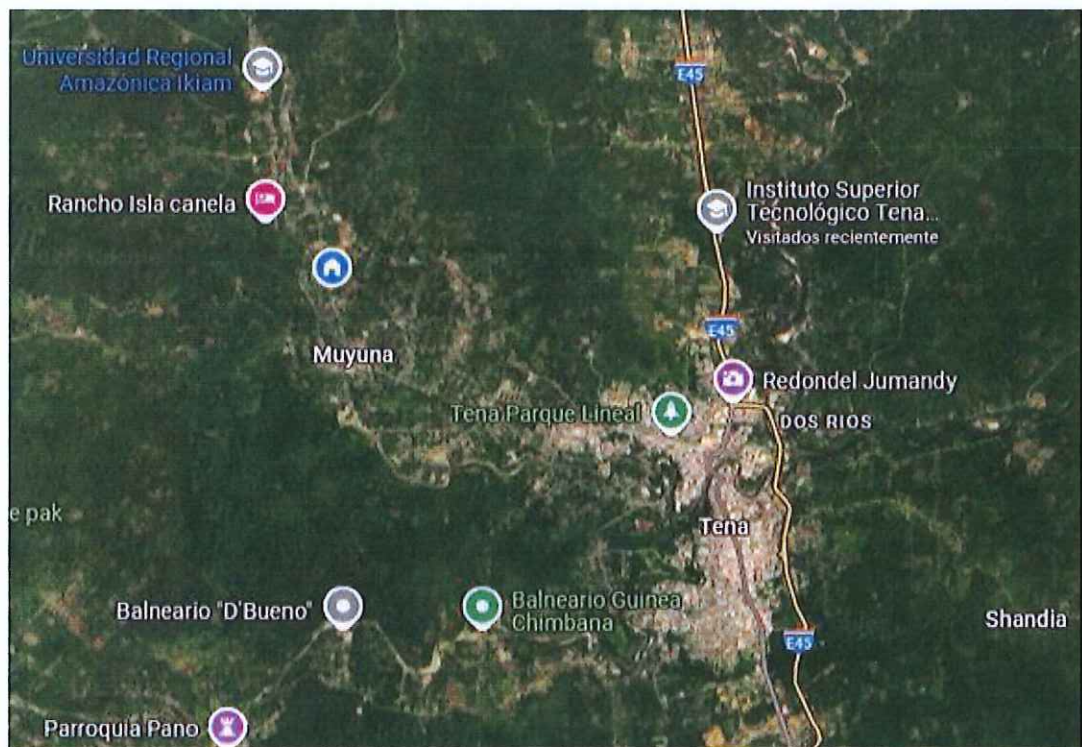 Universidad Regional
Amazónica Ikiam
E45
Rancho Isla canela
Instituto Superior
Tecnológico Tena...
Visitados recientemente
E45
Muyuna
Redondel Jumandy
Tena Parque Lineal
DOS RIOS
e pak
Tena
Balneario "D'Bueno"
Balneario Guinea
Chimbana
Shandia
E45
Parroquia Pano